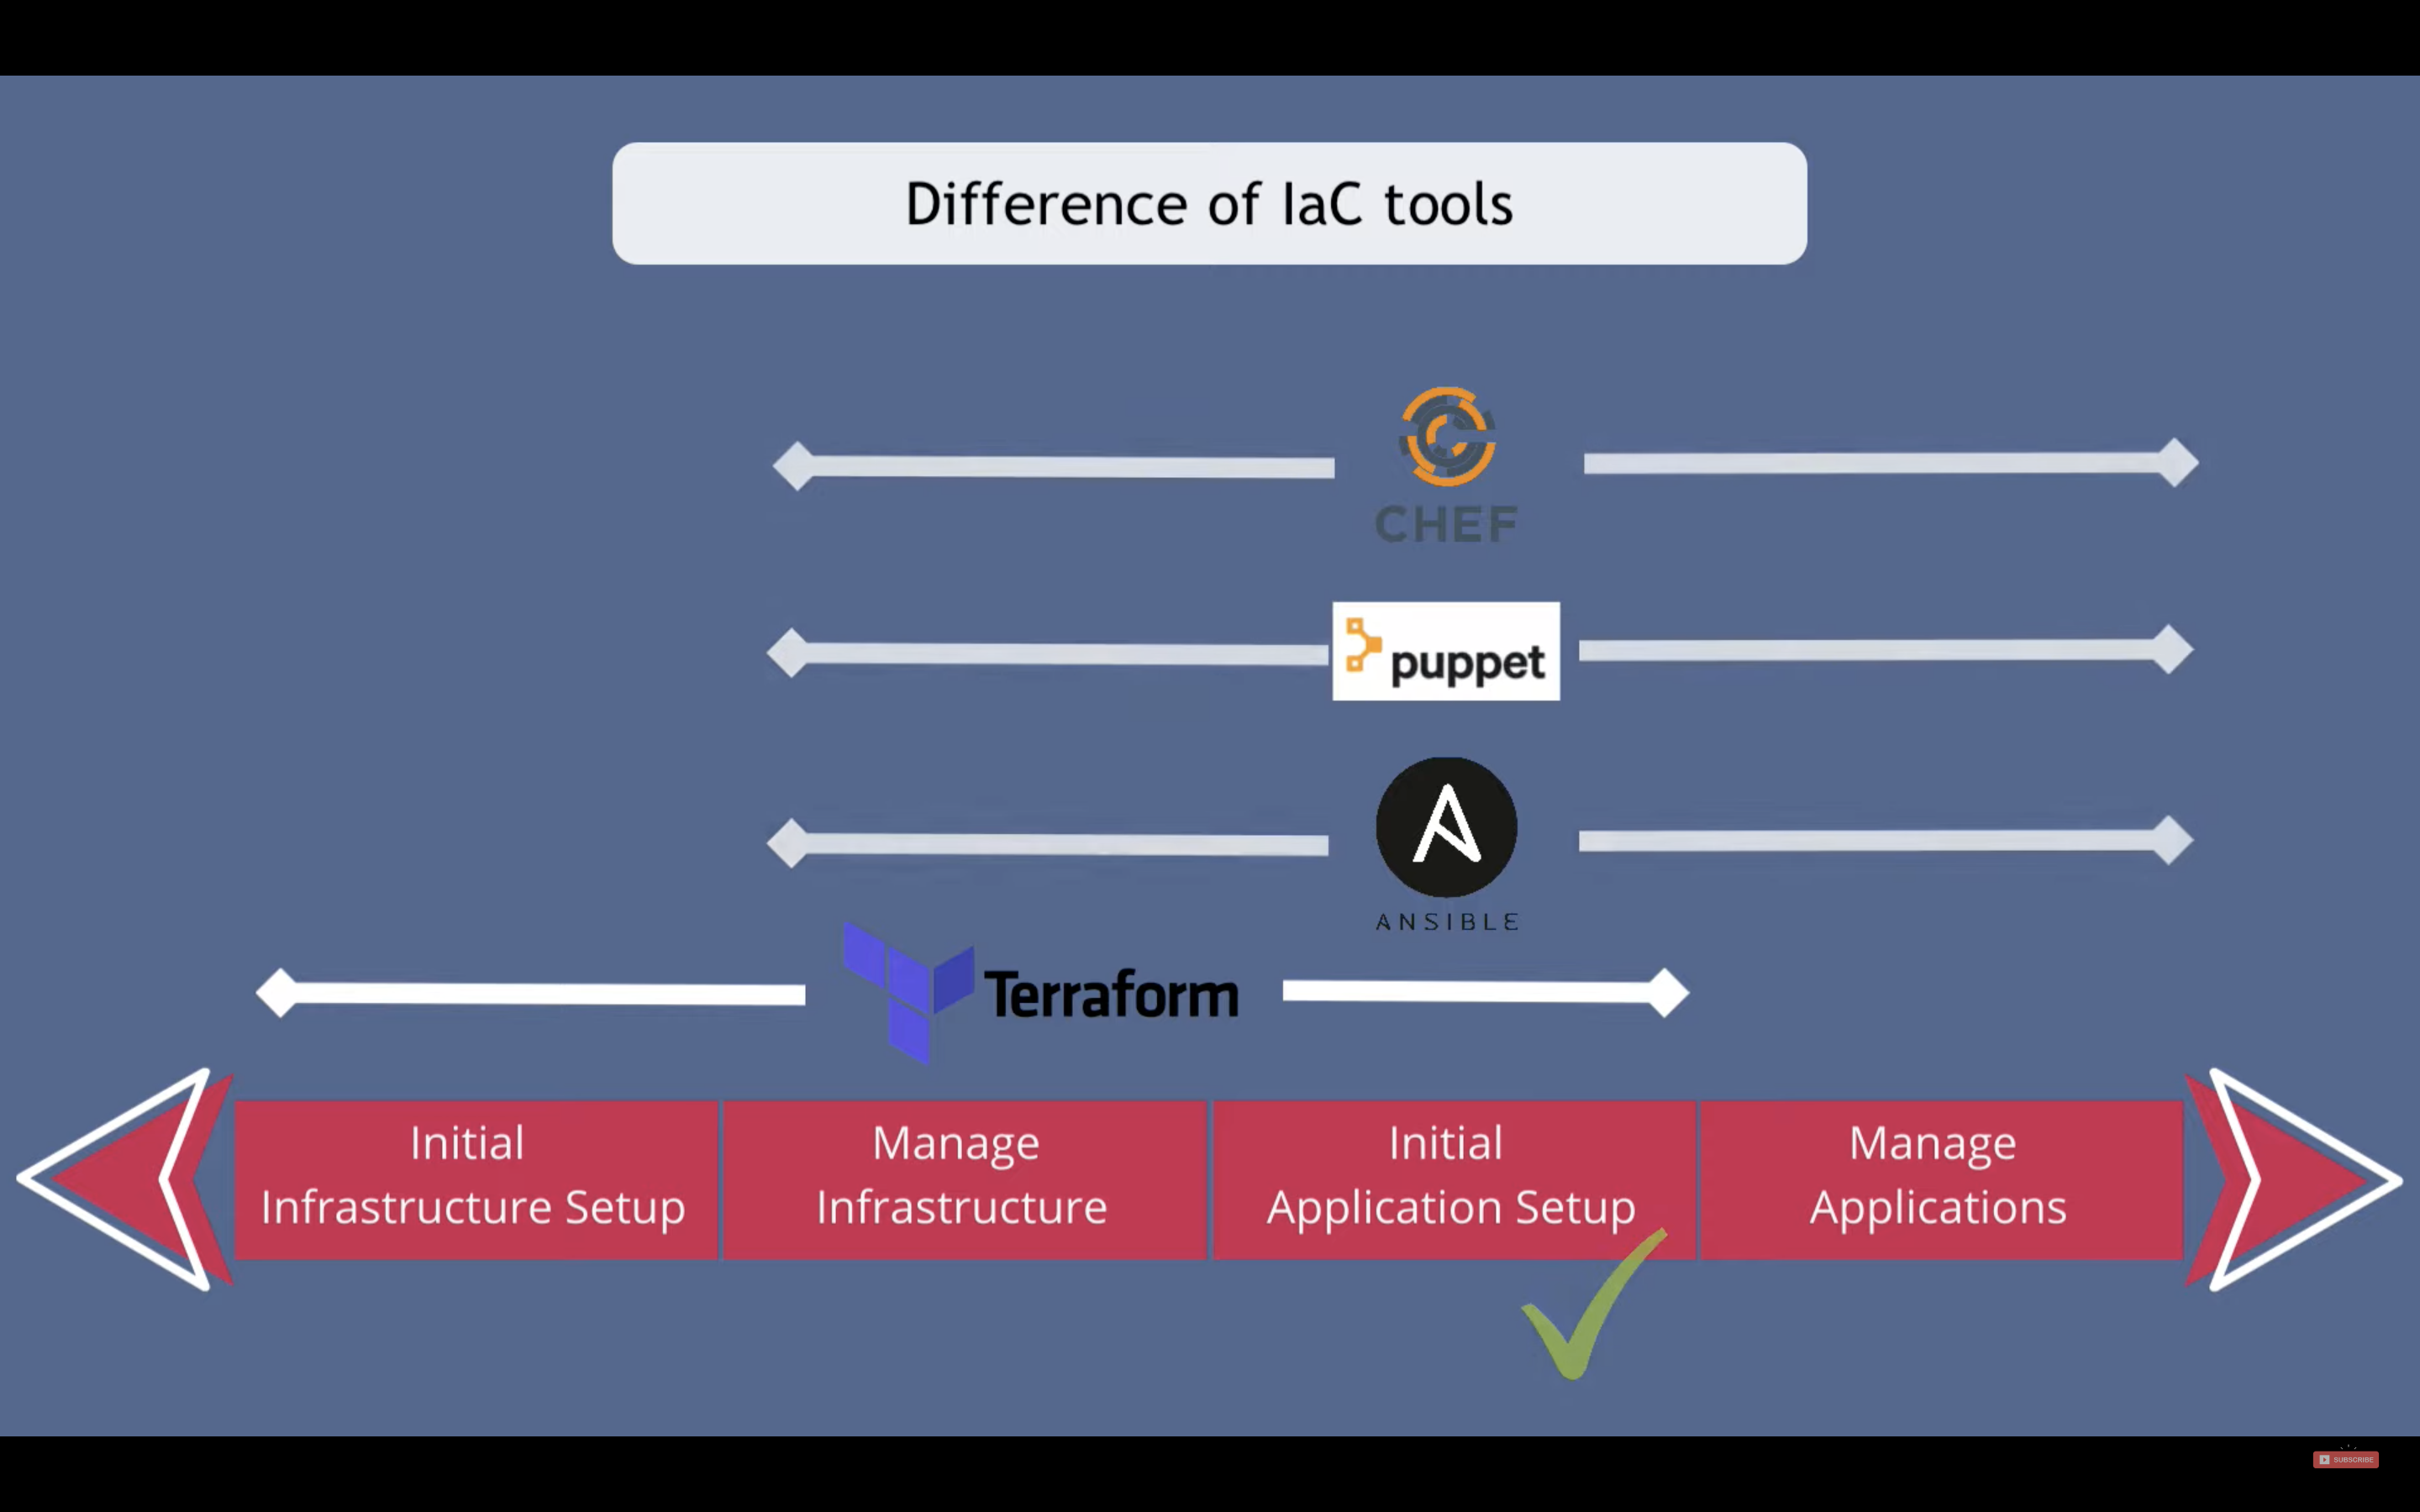 Difference of IaC tools
CHEF
puppet
ANSIBLE
Terraform
Initial
Infrastructure Setup
Manage
Infrastructure
Initial
Application Setup
Manage
Applications
SUBSCRIBE